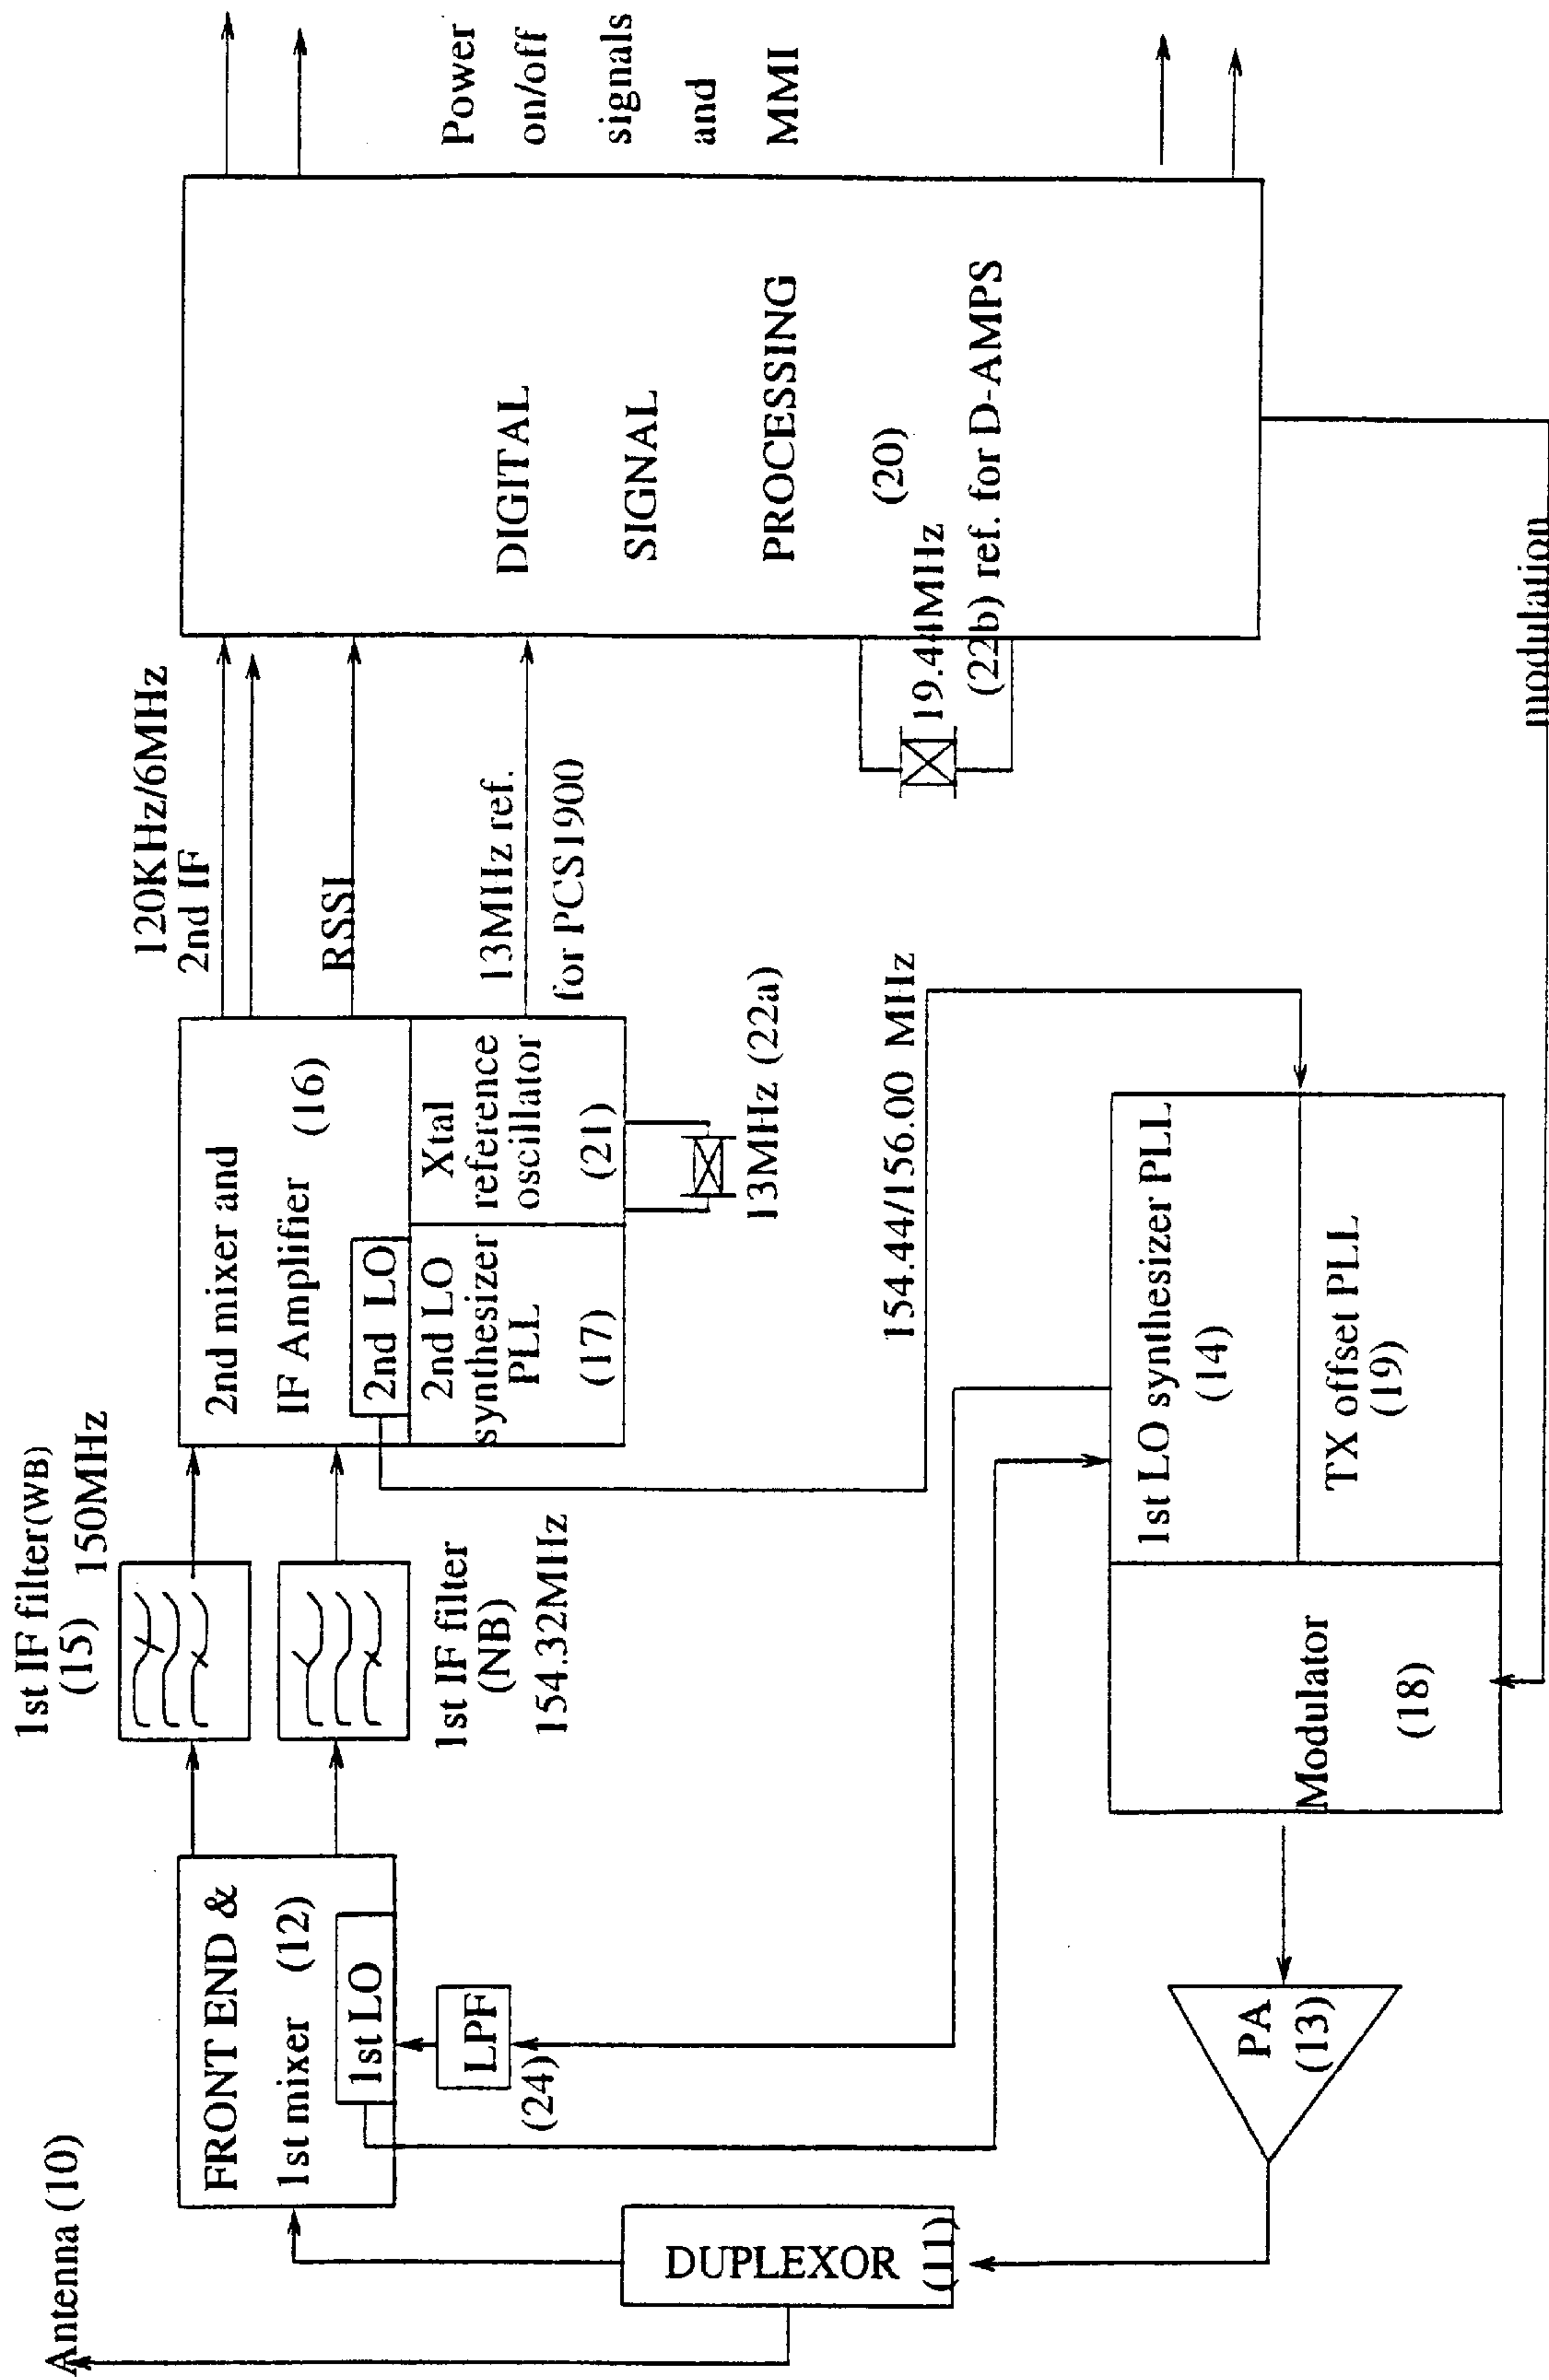 Antenna (10)
DUPLEXOR
(11)
FRONT END &
1st mixer (12)
1st LO
LPF
(24)
1st IF filter(WB)
(15) 150MHz
1st IF filter
(NB)
154.32MHz
2nd mixer and
IF Amplifier (16)
2nd LO
2nd LO
synthesizer
PLL
(17)
Xtal
reference
oscillator
(21)
13MHz (22a)
120KHz/6MHz
2nd IF
RSSI
13MHz ref.
for PCS1900
154.44/156.00 MHz
DIGITAL
SIGNAL
PROCESSING
(20)
19.44MHz
(22b) ref. for D-AMPS
Power
on/off
signals
and
MMI
PA
(13)
Modulator
(18)
1st LO synthesizer PLL
(14)
TX offset PLL
(19)
modulation